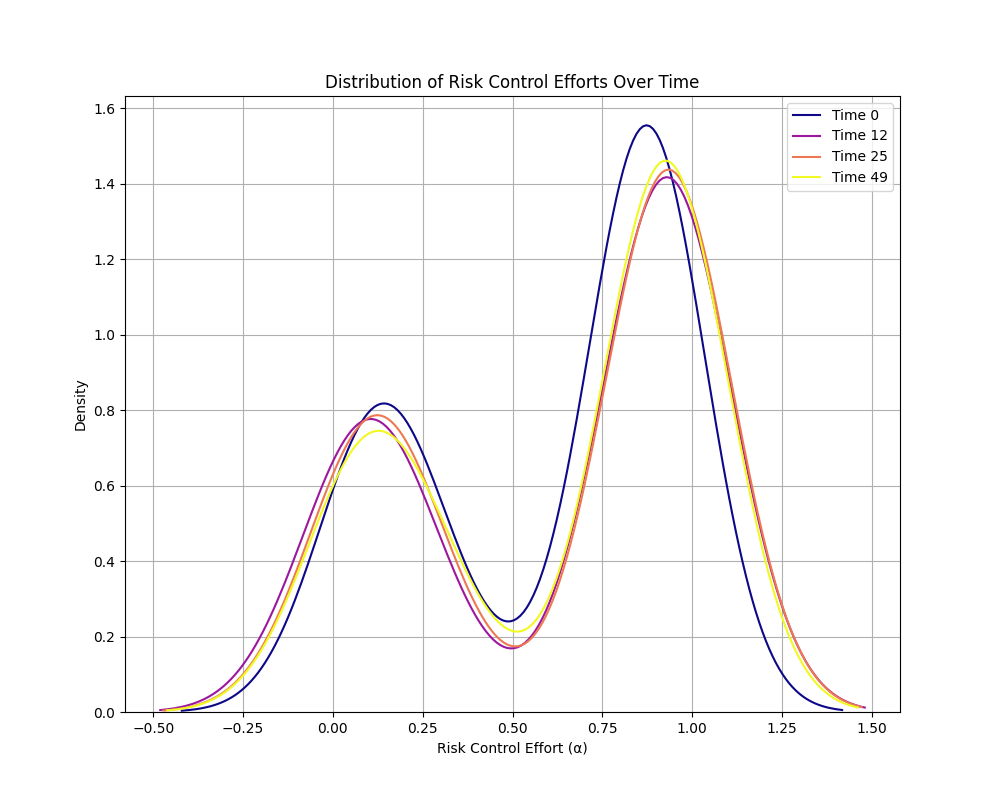 Distribution of Risk Control Efforts Over Time
1.6
1.4
1.2
1.0
0.8
0.6
0.4
0.2
0.0
Density
Time 0
Time 12
Time 25
Time 49
−0.50 −0.25 0.00 0.25 0.50 0.75 1.00 1.25 1.50
Risk Control Effort (α)